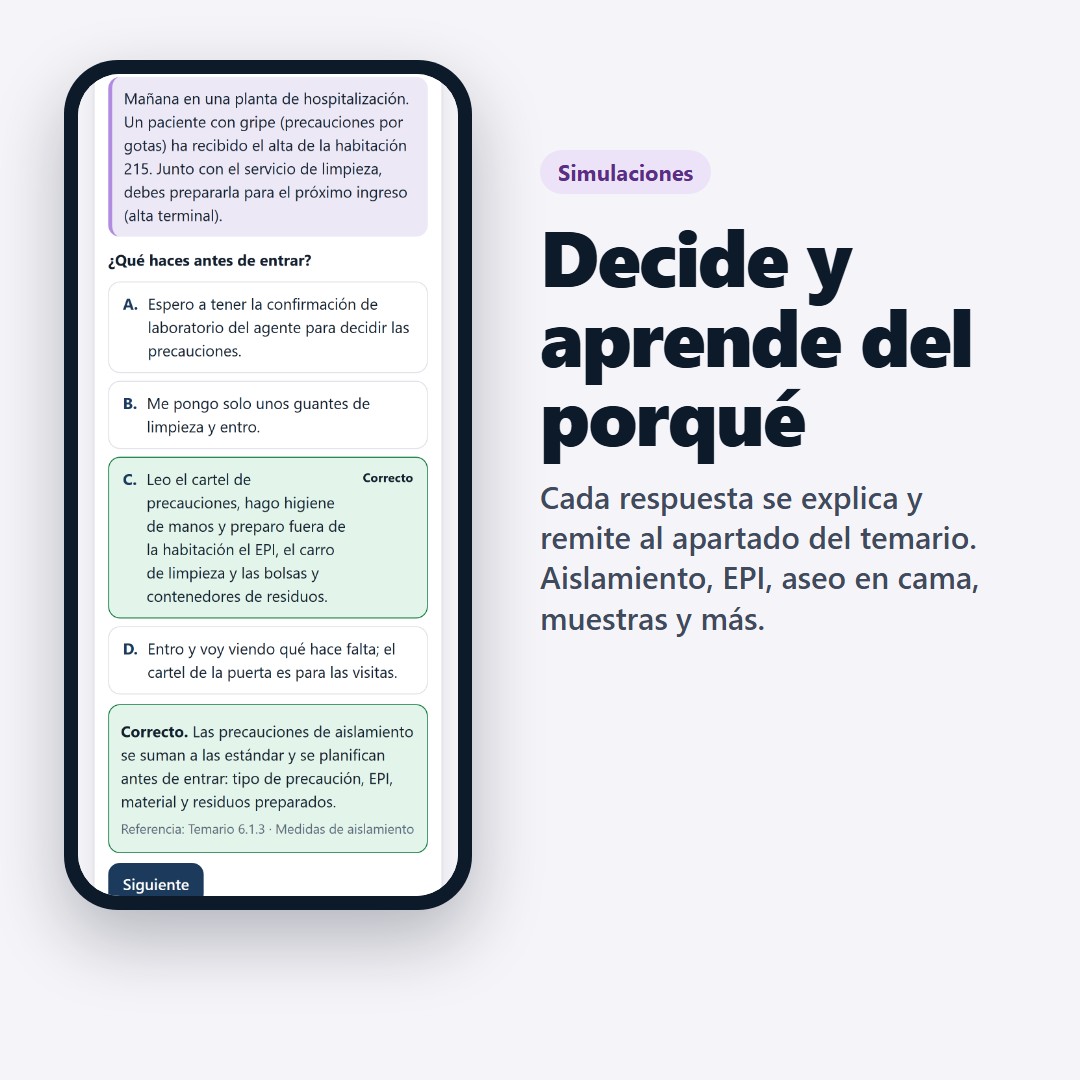 Mañana en una planta de hospitalización.
Un paciente con gripe (precauciones por
gotas) ha recibido el alta de la habitación
215. Junto con el servicio de limpieza,
debes prepararla para el próximo ingreso
(alta terminal).
¿Qué haces antes de entrar?
A. Espero a tener la confirmación de
laboratorio del agente para decidir las
precauciones.
B. Me pongo solo unos guantes de
limpieza y entro.
C. Leo el cartel de Correcto
precauciones, hago higiene
de manos y preparo fuera de
la habitación el EPI, el carro
de limpieza y las bolsas y
contenedores de residuos.
D. Entro y voy viendo qué hace falta; el
cartel de la puerta es para las visitas.
Correcto. Las precauciones de aislamiento
se suman a las estándar y se planifican
antes de entrar: tipo de precaución, EPI,
material y residuos preparados.
Referencia: Temario 6.1.3 · Medidas de aislamiento
Siguiente
Simulaciones
Decide y
aprende del
porqué
Cada respuesta se explica y
remite al apartado del temario.
Aislamiento, EPI, aseo en cama,
muestras y más.